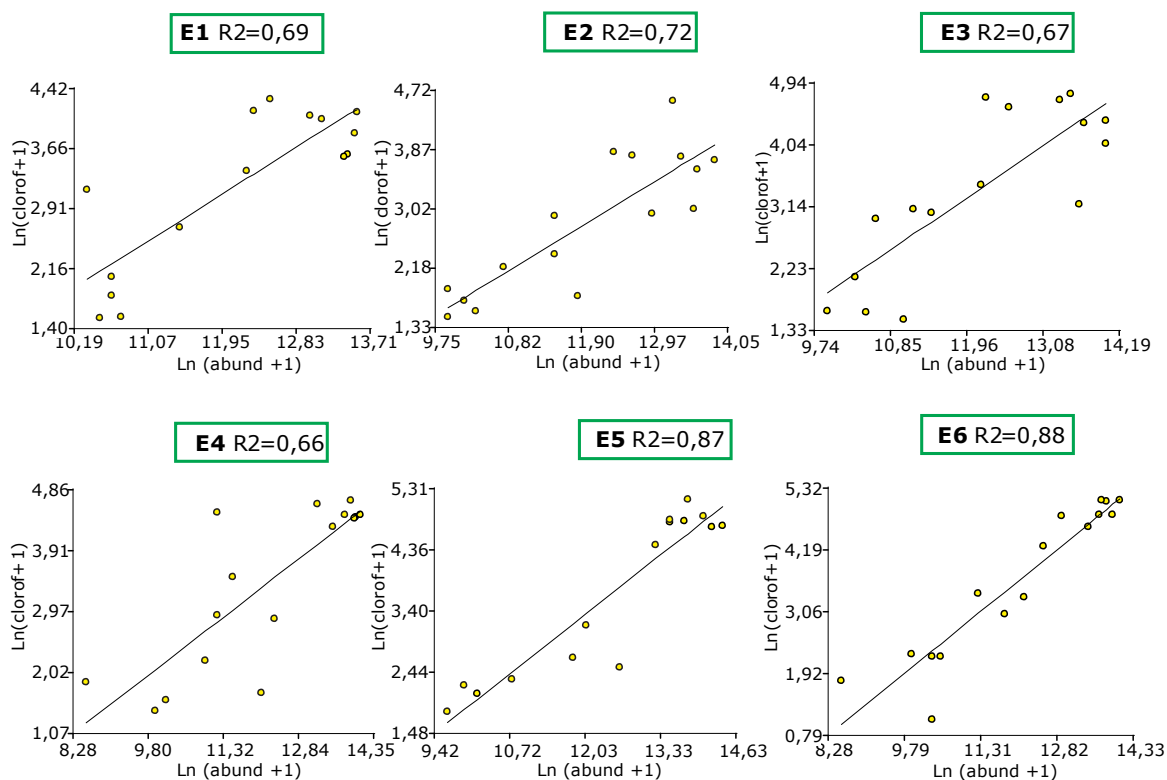 E1 R2=0,69
E2 R2=0,72
E3 R2=0,67
Ln(clorof+1)
4,42
3,66
2,91
2,16
1,40
10,19 11,07 11,95 12,83 13,71
Ln (abund +1)
Ln(dorof+1)
4,72
3,87
3,02
2,18
1,33
9,75 10,82 11,90 12,97 14,05
Ln (abund +1)
Ln(clorof+1)
4,94
4,04
3,14
2,23
1,33
9,74 10,85 11,96 13,08 14,19
Ln (abund +1)
E4 R2=0,66
E5 R2=0,87
E6 R2=0,88
Ln(clorof+1)
4,86
3,91
2,97
2,02
1,07
8,28 9,80 11,32 12,84 14,35
Ln (abund +1)
Ln(clorof+1)
5,31
4,36
3,40
2,44
1,48
9,42 10,72 12,03 13,33 14,63
Ln (abund +1)
Ln(clorof+1)
5,32
4,19
3,06
1,92
0,79
8,28 9,79 11,31 12,82 14,33
Ln (abund +1)